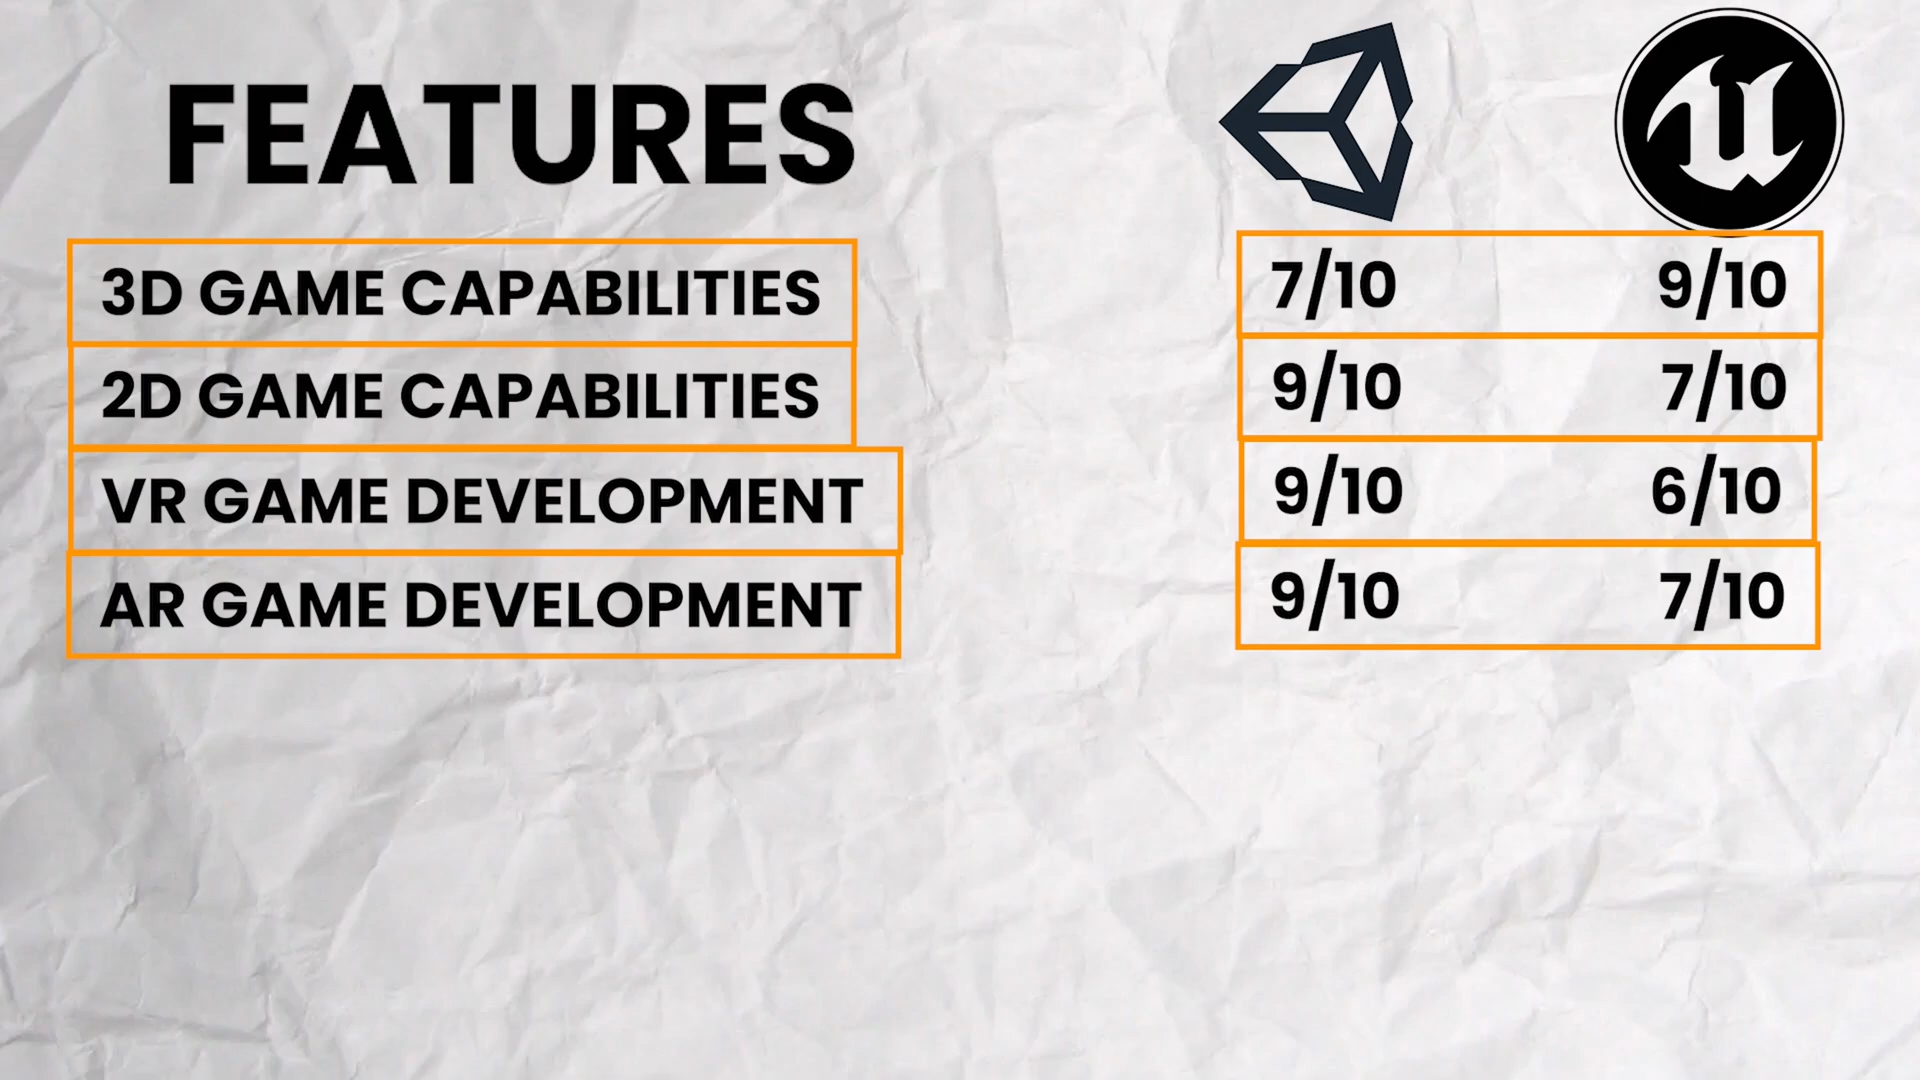 FEATURES
3D GAME CAPABILITIES 7/10 9/10
2D GAME CAPABILITIES 9/10 7/10
VR GAME DEVELOPMENT 9/10 6/10
AR GAME DEVELOPMENT 9/10 7/10